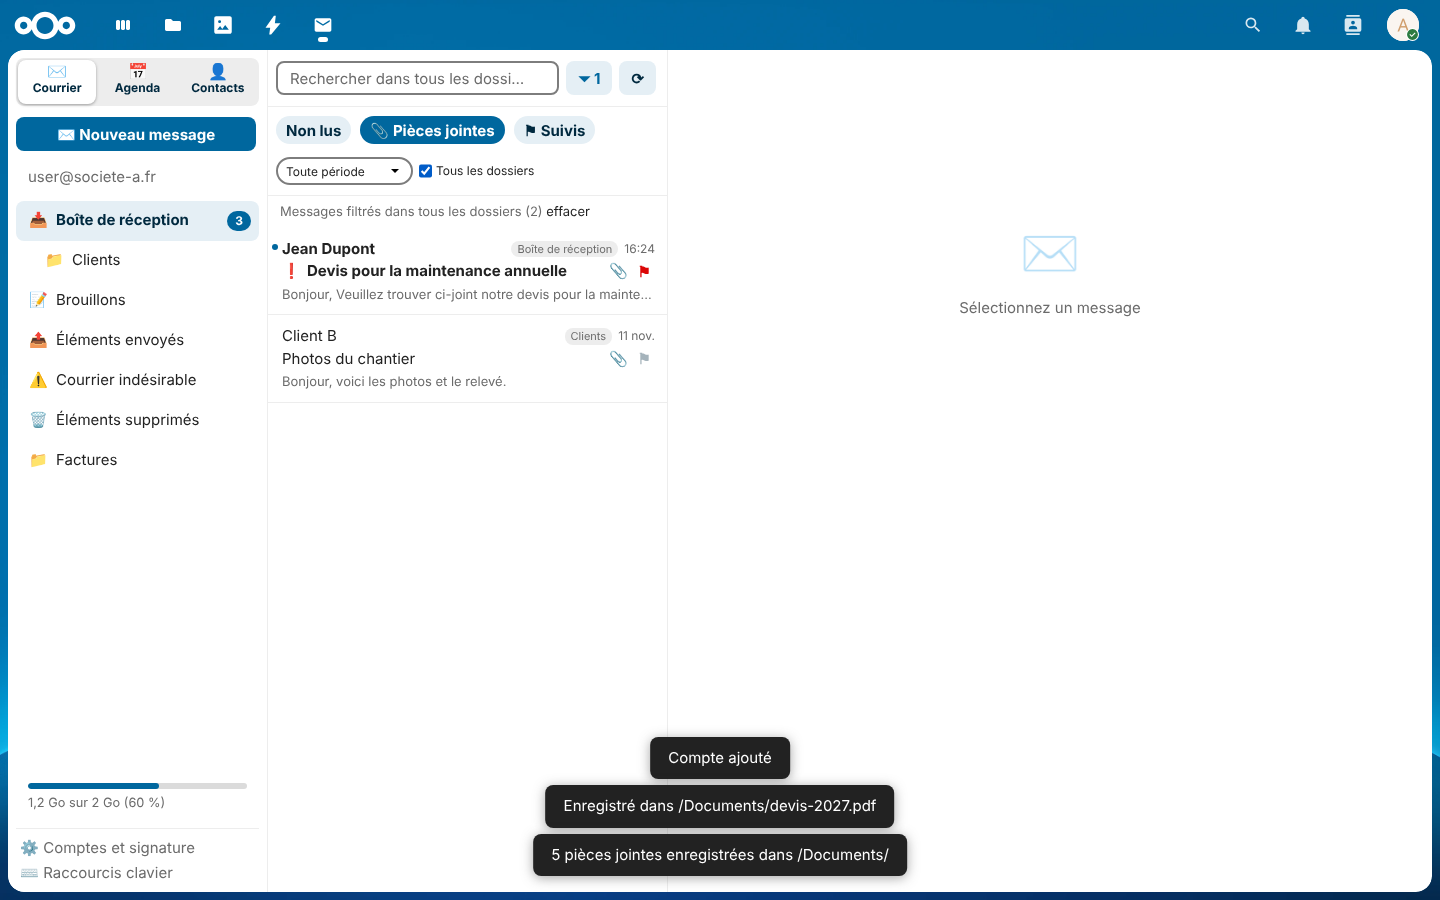 A
Courrier
Agenda
Contacts
Nouveau message
user@societe-a.fr
Boîte de réception 3
Clients
Brouillons
Éléments envoyés
Courrier indésirable
Éléments supprimés
Factures
1,2 Go sur 2 Go (60 %)
Comptes et signature
Raccourcis clavier
Rechercher dans tous les dossi... 1
Non lus
Pièces jointes
Suivis
Toute période
Tous les dossiers
Messages filtrés dans tous les dossiers (2) effacer
Jean Dupont Boîte de réception 16:24
❗ Devis pour la maintenance annuelle
Bonjour, Veuillez trouver ci-joint notre devis pour la mainte...
Client B Clients 11 nov.
Photos du chantier
Bonjour, voici les photos et le relevé.
Sélectionnez un message
Compte ajouté
Enregistré dans /Documents/devis-2027.pdf
5 pièces jointes enregistrées dans /Documents/